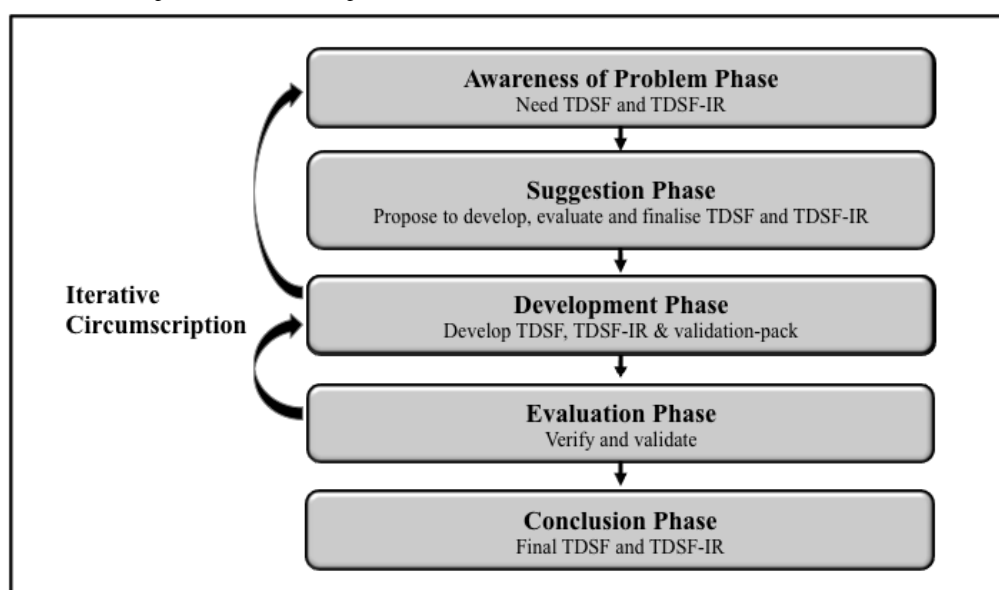 Awareness of Problem Phase
Need TDSF and TDSF-IR
Suggestion Phase
Propose to develop, evaluate and finalise TDSF and TDSF-IR
Iterative
Circumscription
Development Phase
Develop TDSF, TDSF-IR & validation-pack
Evaluation Phase
Verify and validate
Conclusion Phase
Final TDSF and TDSF-IR